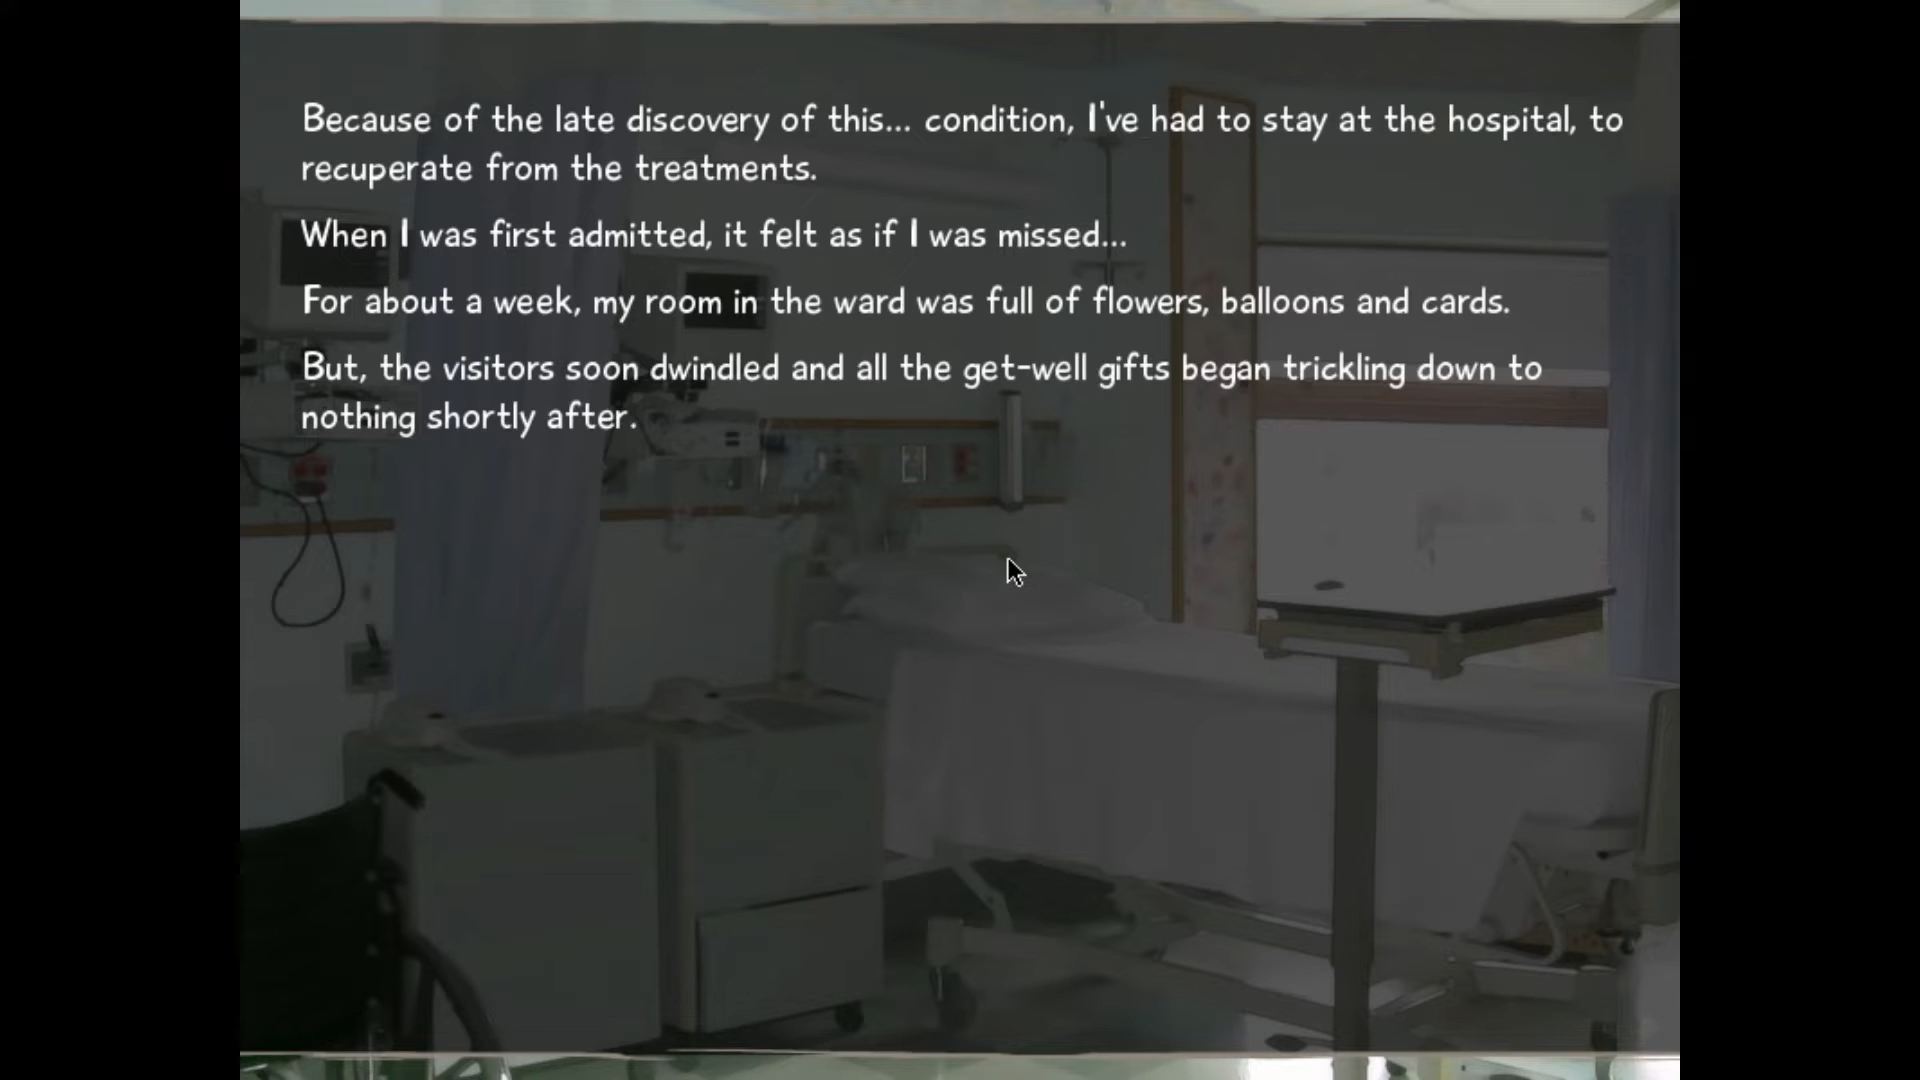 Because of the late discovery of this... condition, I've had to stay at the hospital, to
recuperate from the treatments.
When I was first admitted, it felt as if I was missed...
For about a week, my room in the ward was full of flowers, balloons and cards.
But, the visitors soon dwindled and all the get-well gifts began trickling down to
nothing shortly after.